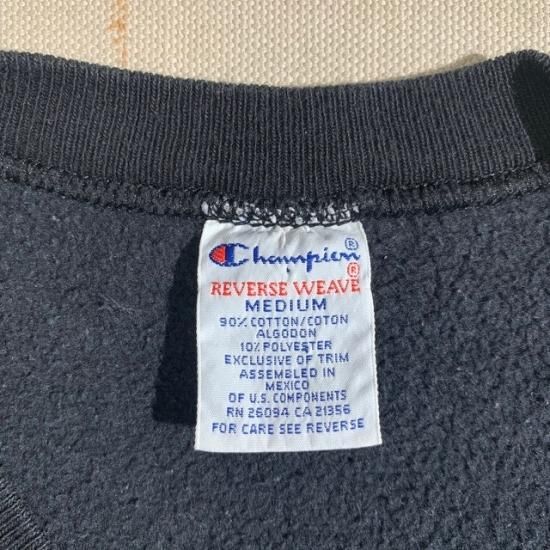 Champion®
REVERSE WEAVE®
MEDIUM
90% COTTON/COTON
ALGODON
10% POLYESTER
EXCLUSIVE OF TRIM
ASSEMBLED IN
MEXICO
OF U.S. COMPONENTS
RN 26094 CA 21356
FOR CARE SEE REVERSE